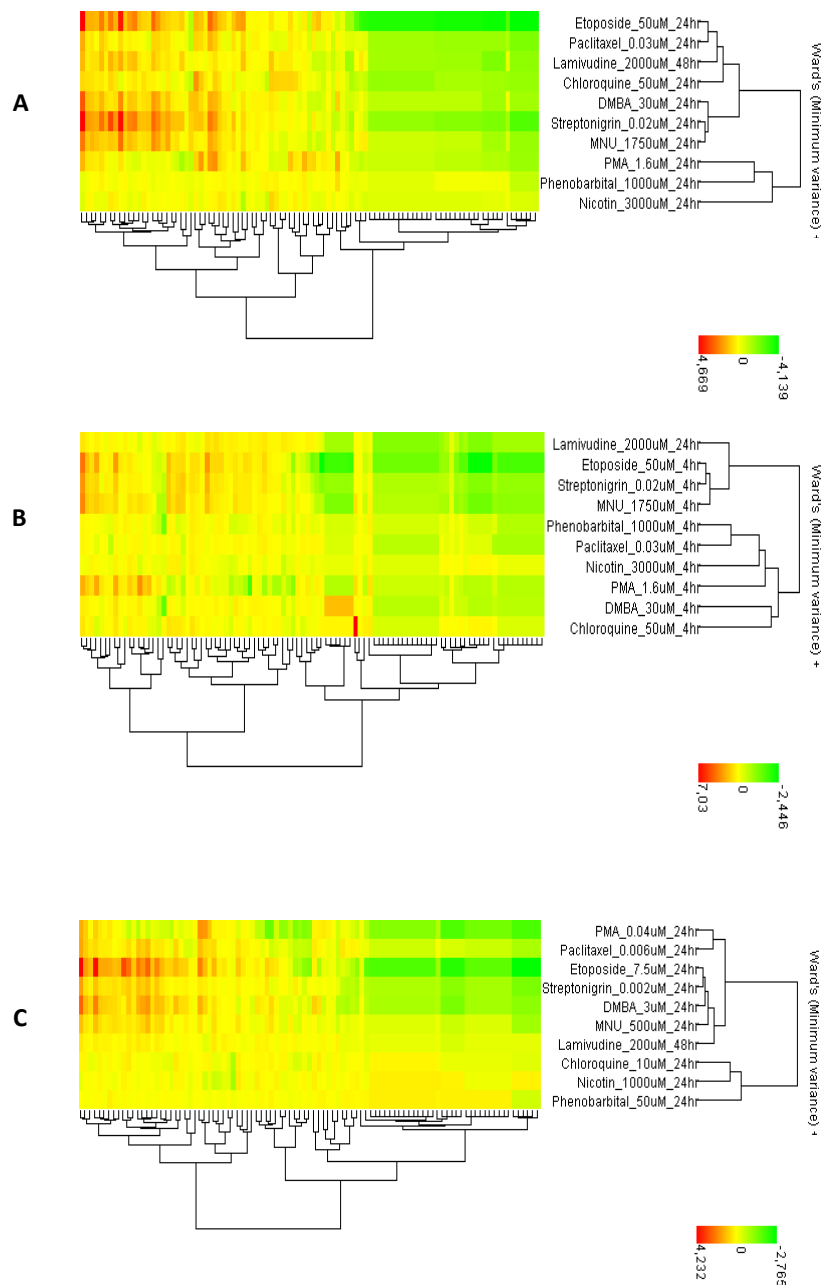 A
Etoposide_50uM_24hr
Paclitaxel_0.03uM_24hr
Lamivudine_2000uM_48hr
Chloroquine_50uM_24hr
DMBA_30uM_24hr
Streptonigrin_0.02uM_24hr
MNU_1750uM_24hr
PMA_1.6uM_24hr
Phenobarbital_1000uM_24hr
Nicotin_3000uM_24hr
Ward's, (Minimum variance)
4,669 0 -4,139
B
Lamivudine_2000uM_24hr
Etoposide_50uM_4hr
Streptonigrin_0.02uM_4hr
MNU_1750uM_4hr
Phenobarbital_1000uM_4hr
Paclitaxel_0.03uM_4hr
Nicotin_3000uM_4hr
PMA_1.6uM_4hr
DMBA_30uM_4hr
Chloroquine_50uM_4hr
Ward's, (Minimum variance) +
7,03 0 -2,446
C
PMA_0.04uM_24hr
Paclitaxel_0.006uM_24hr
Etoposide_7.5uM_24hr
Streptonigrin_0.002uM_24hr
DMBA_3uM_24hr
MNU_500uM_24hr
Lamivudine_200uM_48hr
Chloroquine_10uM_24hr
Nicotin_1000uM_24hr
Phenobarbital_50uM_24hr
Ward's, (Minimum variance)
4,232 0 -2,765